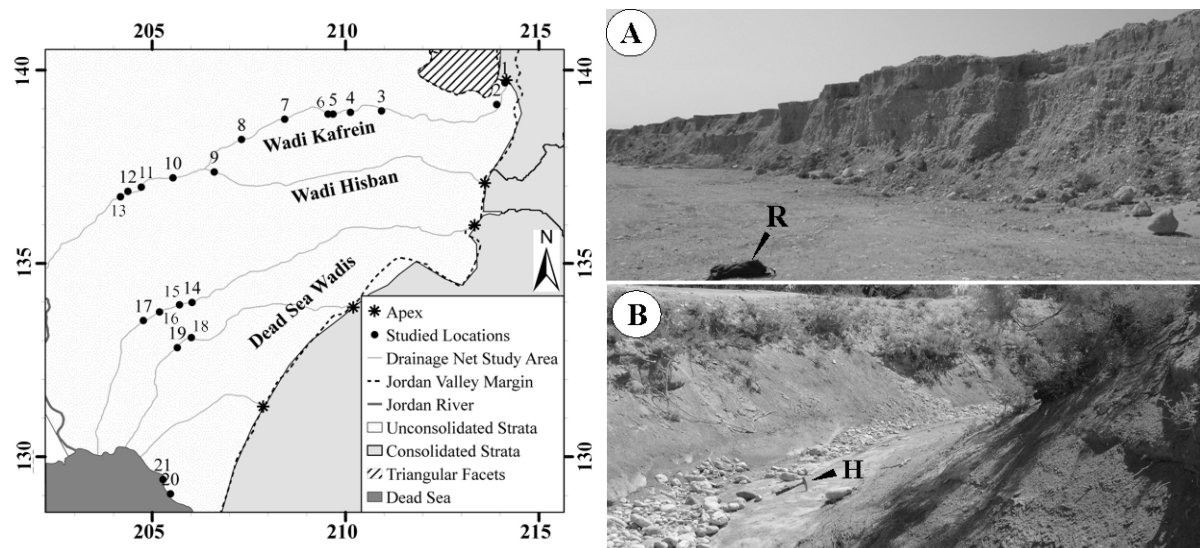 205
210
215
140
135
130
140
135
130
205
210
215
1
2
3
4
5
6
7
8
9
10
11
12
13
14
15
16
17
18
19
20
21
Wadi Kafrein
Wadi Hisban
Dead Sea Wadis
N
Apex
Studied Locations
Drainage Net Study Area
Jordan Valley Margin
Jordan River
Unconsolidated Strata
Consolidated Strata
Triangular Facets
Dead Sea
A
R
B
H